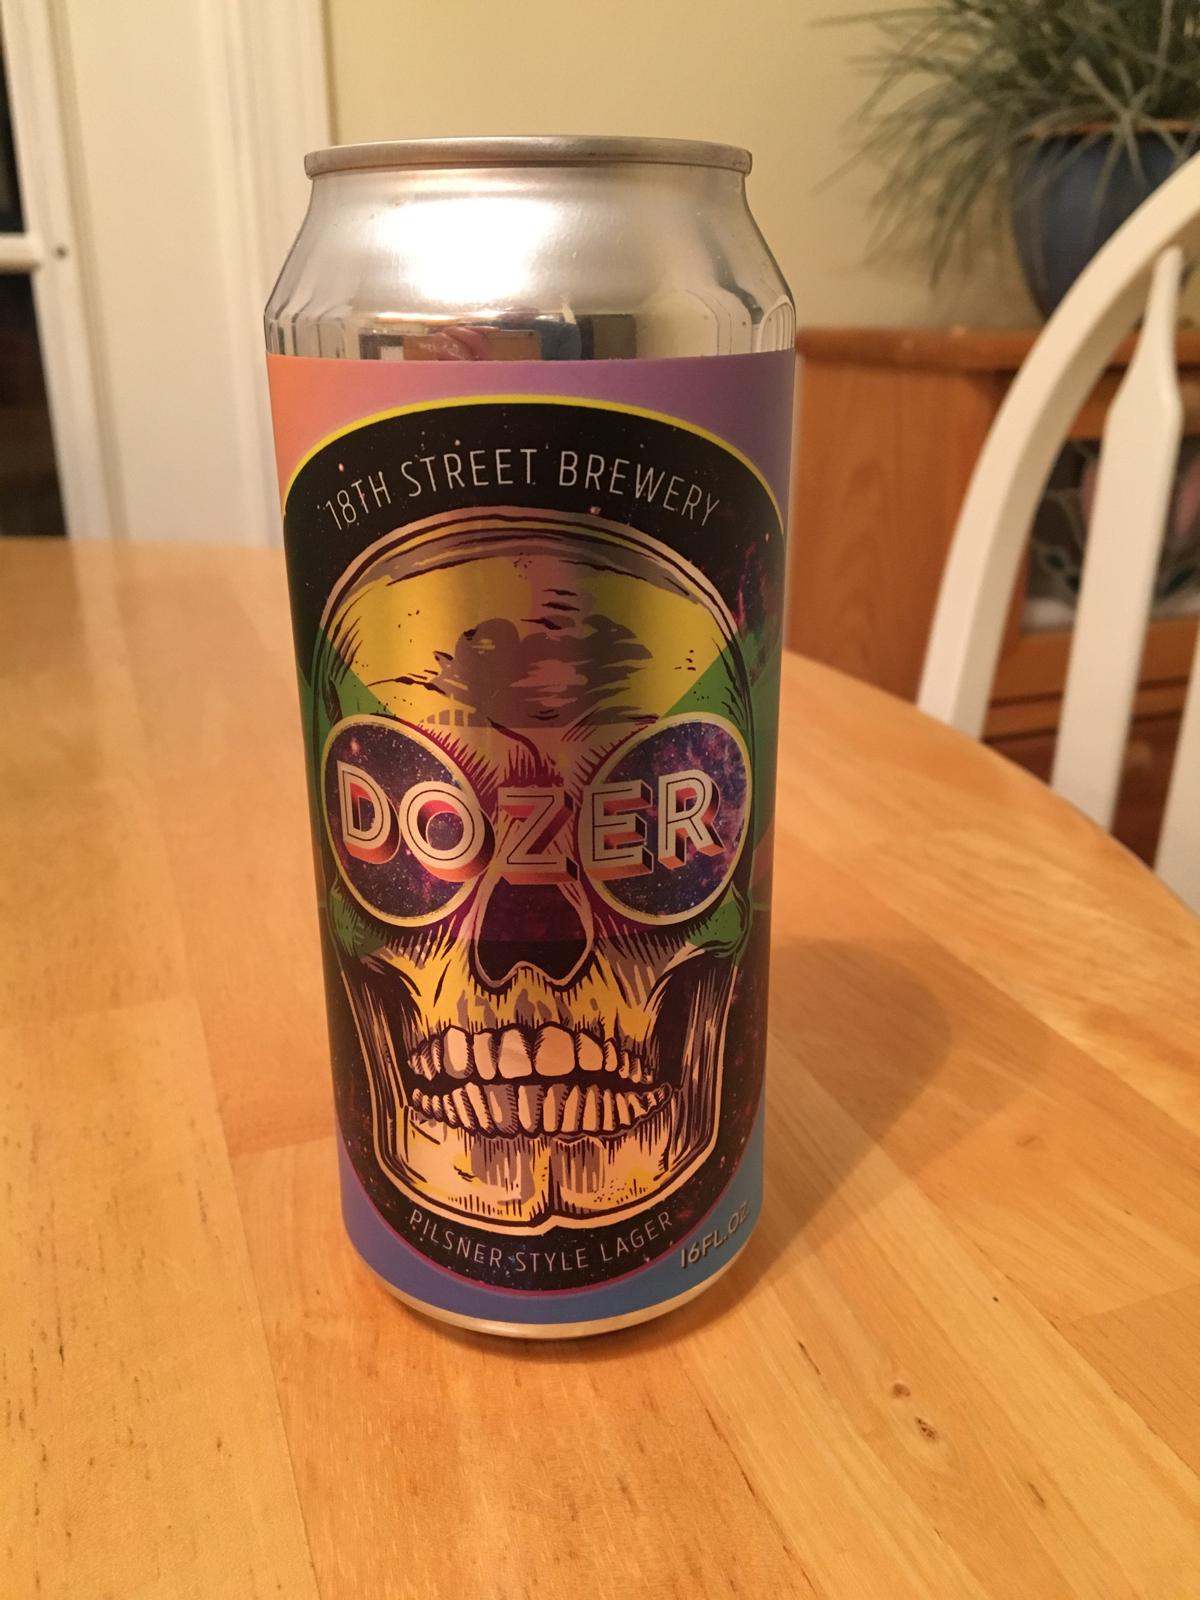 18TH STREET BREWERY
DOZER
PILSNER STYLE LAGER
16FL.OZ.